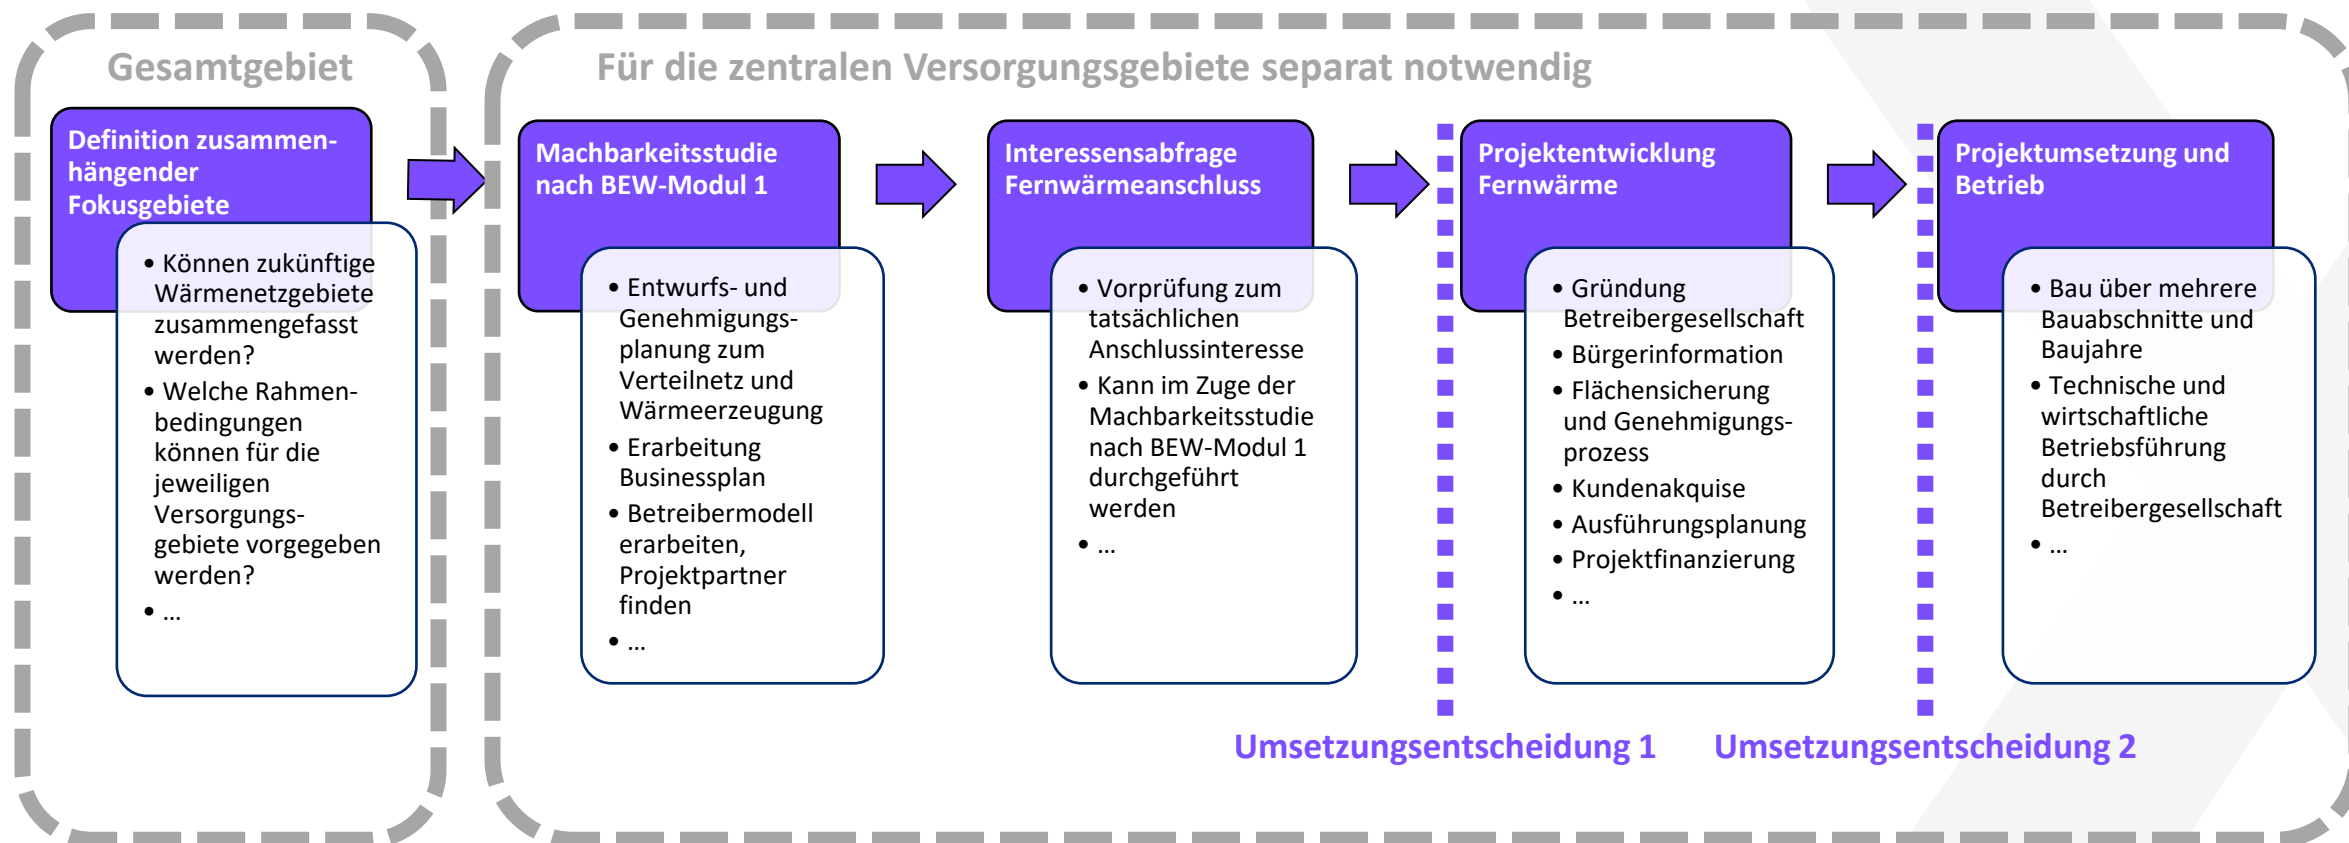 Gesamtgebiet
Definition zusammen-
hängender
Fokusgebiete
• Können zukünftige
Wärmenetzgebiete
zusammengefasst
werden?
• Welche Rahmen-
bedingungen
können für die
jeweiligen
Versorgungs-
gebiete vorgegeben
werden?
• ...
Für die zentralen Versorgungsgebiete separat notwendig
Machbarkeitsstudie
nach BEW-Modul 1
• Entwurfs- und
Genehmigungs-
planung zum
Verteilnetz und
Wärmeerzeugung
• Erarbeitung
Businessplan
• Betreibermodell
erarbeiten,
Projektpartner
finden
• ...
Interessensabfrage
Fernwärmeanschluss
• Vorprüfung zum
tatsächlichen
Anschlussinteresse
• Kann im Zuge der
Machbarkeitsstudie
nach BEW-Modul 1
durchgeführt
werden
• ...
Projektentwicklung
Fernwärme
• Gründung
Betreibergesellschaft
• Bürgerinformation
• Flächensicherung
und Genehmigungs-
prozess
• Kundenakquise
• Ausführungsplanung
• Projektfinanzierung
• ...
Projektumsetzung und
Betrieb
• Bau über mehrere
Bauabschnitte und
Baujahre
• Technische und
wirtschaftliche
Betriebsführung
durch
Betreibergesellschaft
• ...
Umsetzungsentscheidung 1
Umsetzungsentscheidung 2